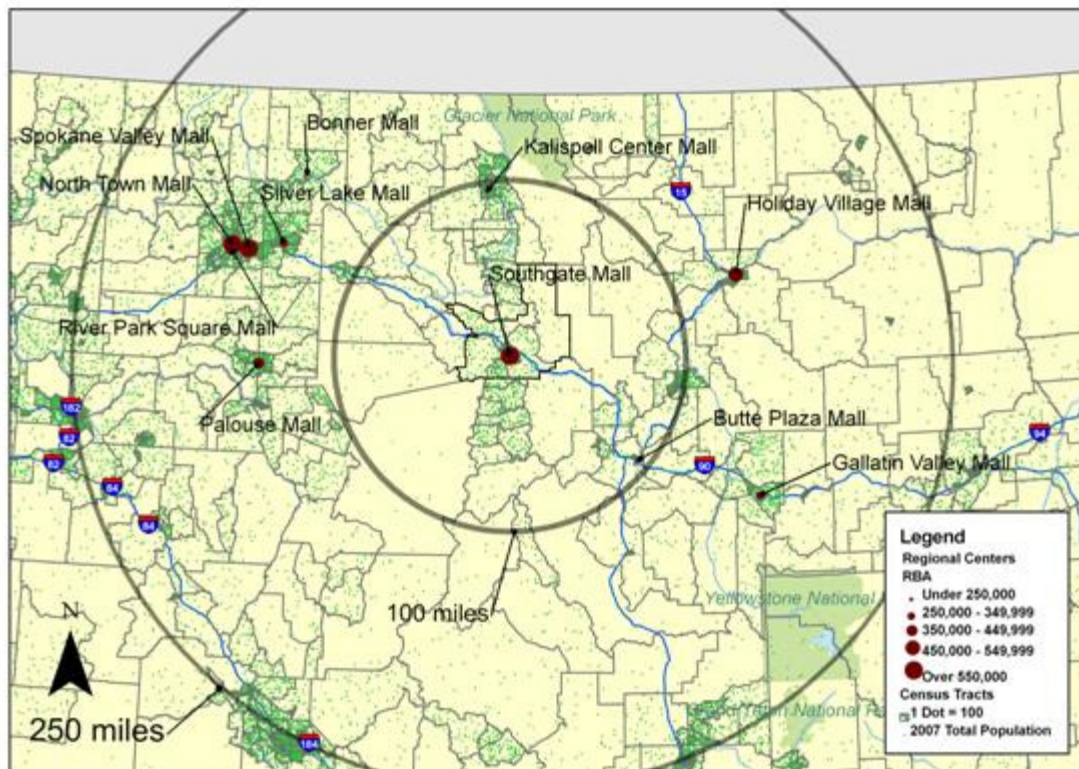 Glacier National Park
Bonner Mall
Spokane Valley Mall
Kalispell Center Mall
North Town Mall
Silver Lake Mall
15
Holiday Village Mall
Southgate Mall
River Park Square Mall
182
82
82
Palouse Mall
Butte Plaza Mall
94
90
Gallatin Valley Mall
84
84
Legend
Regional Centers
RBA
Under 250,000
250,000 - 349,999
350,000 - 449,999
450,000 - 549,999
Over 550,000
Census Tracts
1 Dot = 100
2007 Total Population
Yellowstone National
100 miles
N
250 miles
184